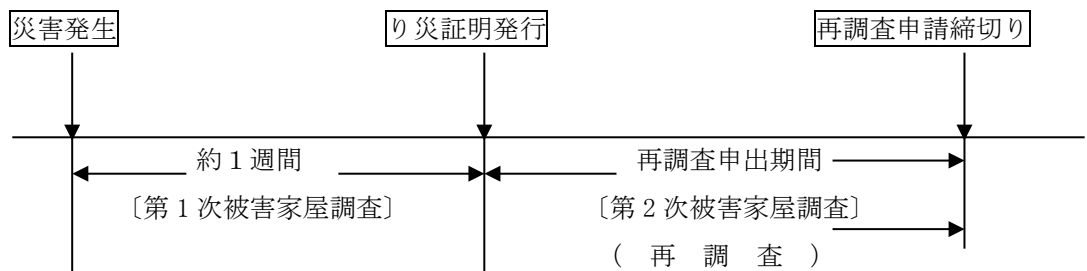 災害発生 り災証明発行 再調査申請締切り
約１週間 再調査申出期間
〔第１次被害家屋調査〕 〔第２次被害家屋調査〕
（ 再 調 査 ）